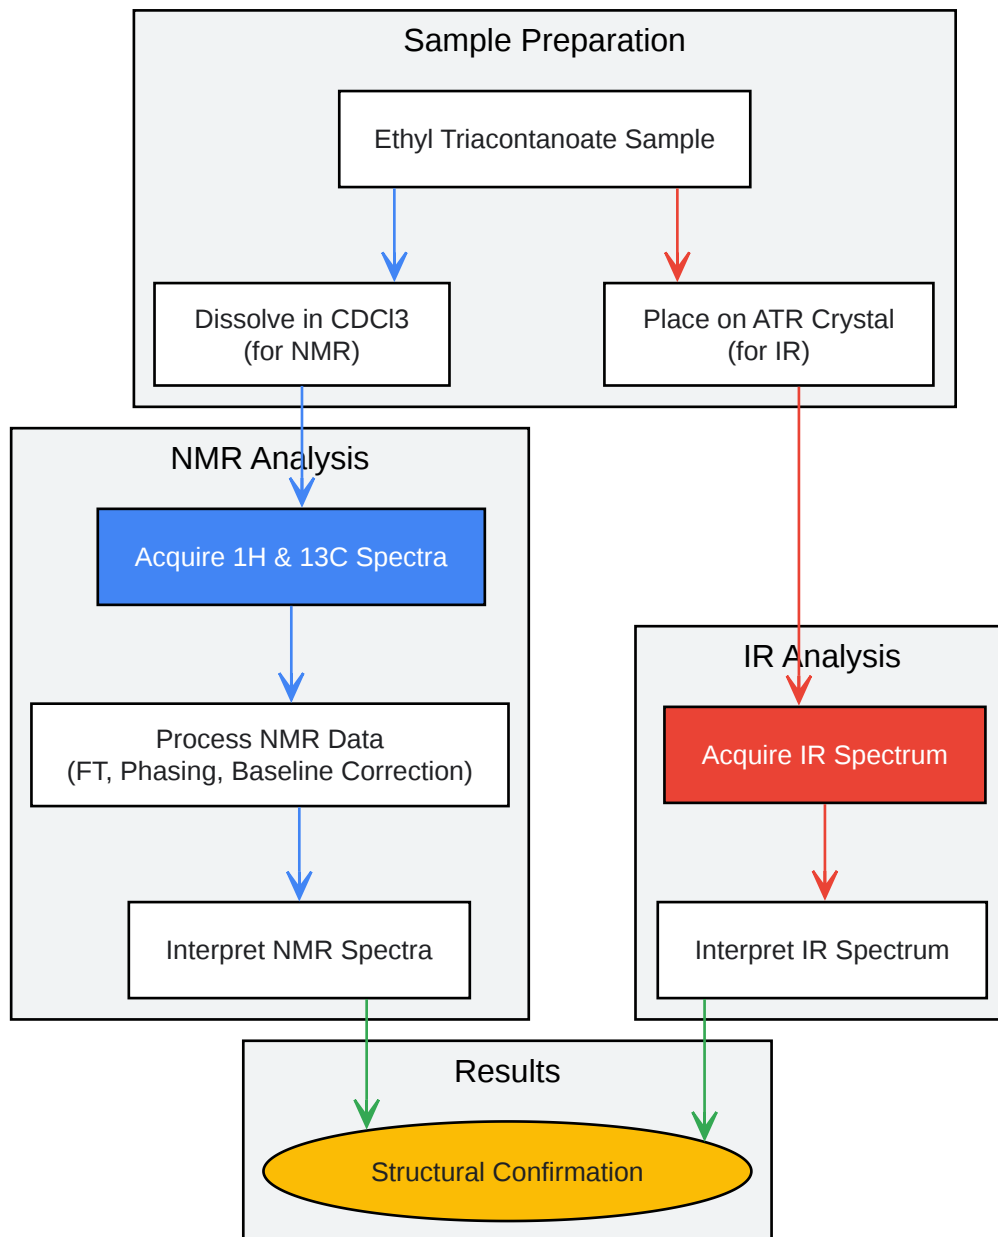 Sample Preparation
Ethyl Triacontanoate Sample
Dissolve in CDCl3
(for NMR)
Place on ATR Crystal
(for IR)
NMR Analysis
Acquire 1H & 13C Spectra
Process NMR Data
(FT, Phasing, Baseline Correction)
Interpret NMR Spectra
IR Analysis
Acquire IR Spectrum
Interpret IR Spectrum
Results
Structural Confirmation